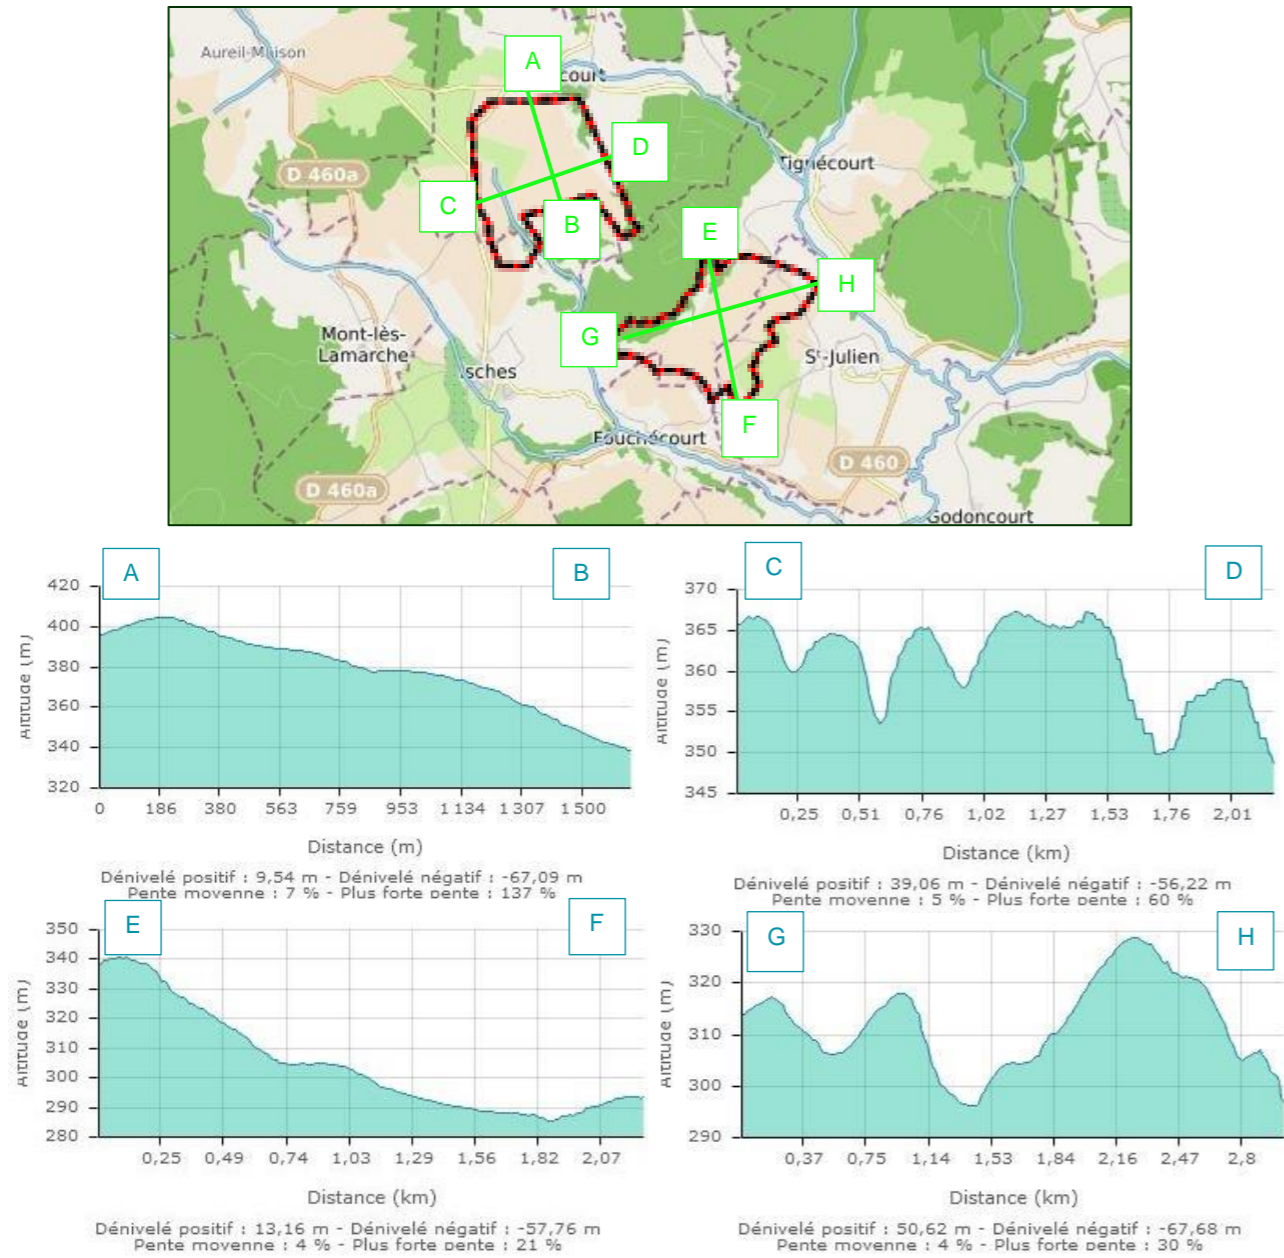 A
court
Aureil-Maison
D
Tignécourt
D 460a
C
B
E
H
G
Mont-lès-
Lamarche
Isches
St-Julien
F
Fouchécourt
D 460
D 460a
Godoncourt
A
B
420
400
380
360
340
320
Altitude (m)
0 186 380 563 759 953 1134 1307 1500
Distance (m)
Dénivelé positif : 9,54 m - Dénivelé négatif : -67,09 m
Pente moyenne : 7 % - Plus forte pente : 137 %
C
D
370
365
360
355
350
345
Altitude (m)
0,25 0,51 0,76 1,02 1,27 1,53 1,76 2,01
Distance (km)
Dénivelé positif : 39,06 m - Dénivelé négatif : -56,22 m
Pente moyenne : 5 % - Plus forte pente : 60 %
E
F
350
340
330
320
310
300
290
280
Altitude (m)
0,25 0,49 0,74 1,03 1,29 1,56 1,82 2,07
Distance (km)
Dénivelé positif : 13,16 m - Dénivelé négatif : -57,76 m
Pente moyenne : 4 % - Plus forte pente : 21 %
G
H
330
320
310
300
290
Altitude (m)
0,37 0,75 1,14 1,53 1,84 2,16 2,47 2,8
Distance (km)
Dénivelé positif : 50,62 m - Dénivelé négatif : -67,68 m
Pente moyenne : 4 % - Plus forte pente : 30 %